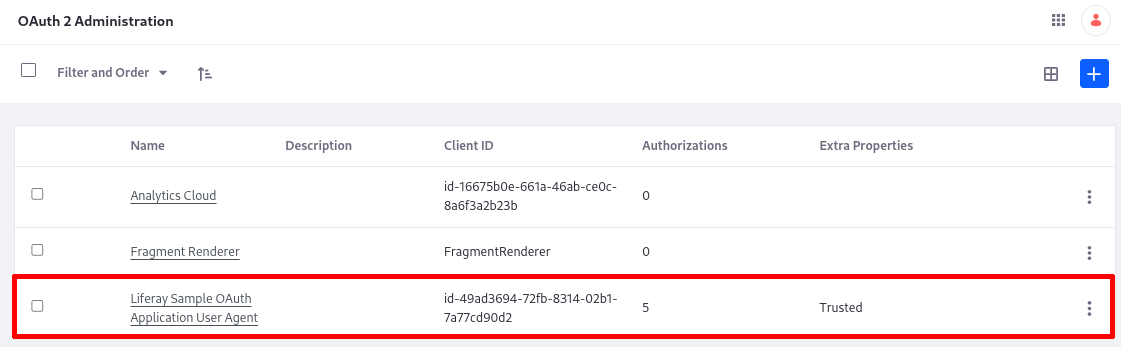 OAuth 2 Administration
Filter and Order
Name Description Client ID Authorizations Extra Properties
Analytics Cloud id-16675b0e-661a-46ab-ce0c-8a6f3a2b23b 0
Fragment Renderer FragmentRenderer 0
Liferay Sample OAuth Application User Agent id-49ad3694-72fb-8314-02b1-7a77cd90d2 5 Trusted